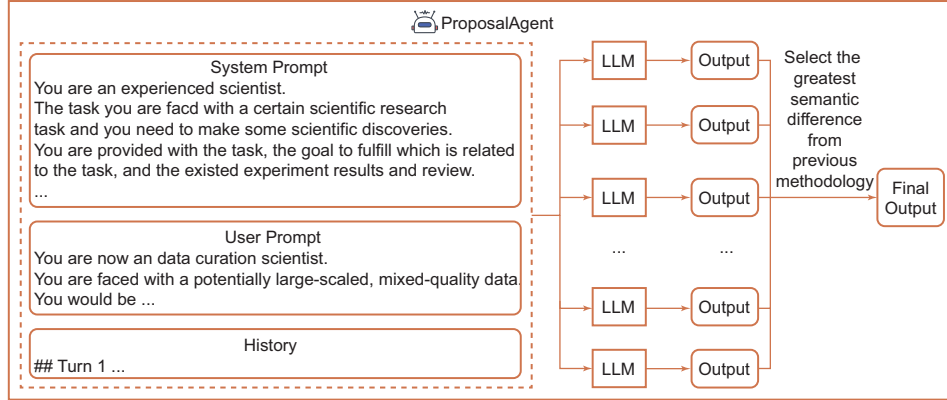 ProposalAgent
System Prompt
You are an experienced scientist.
The task you are facd with a certain scientific research
task and you need to make some scientific discoveries.
You are provided with the task, the goal to fulfill which is related
to the task, and the existed experiment results and review.
...
User Prompt
You are now an data curation scientist.
You are faced with a potentially large-scaled, mixed-quality data.
You would be ...
History
## Turn 1 ...
LLM
Output
LLM
Output
LLM
Output
...
...
LLM
Output
LLM
Output
Select the
greatest
semantic
difference
from
previous
methodology
Final
Output